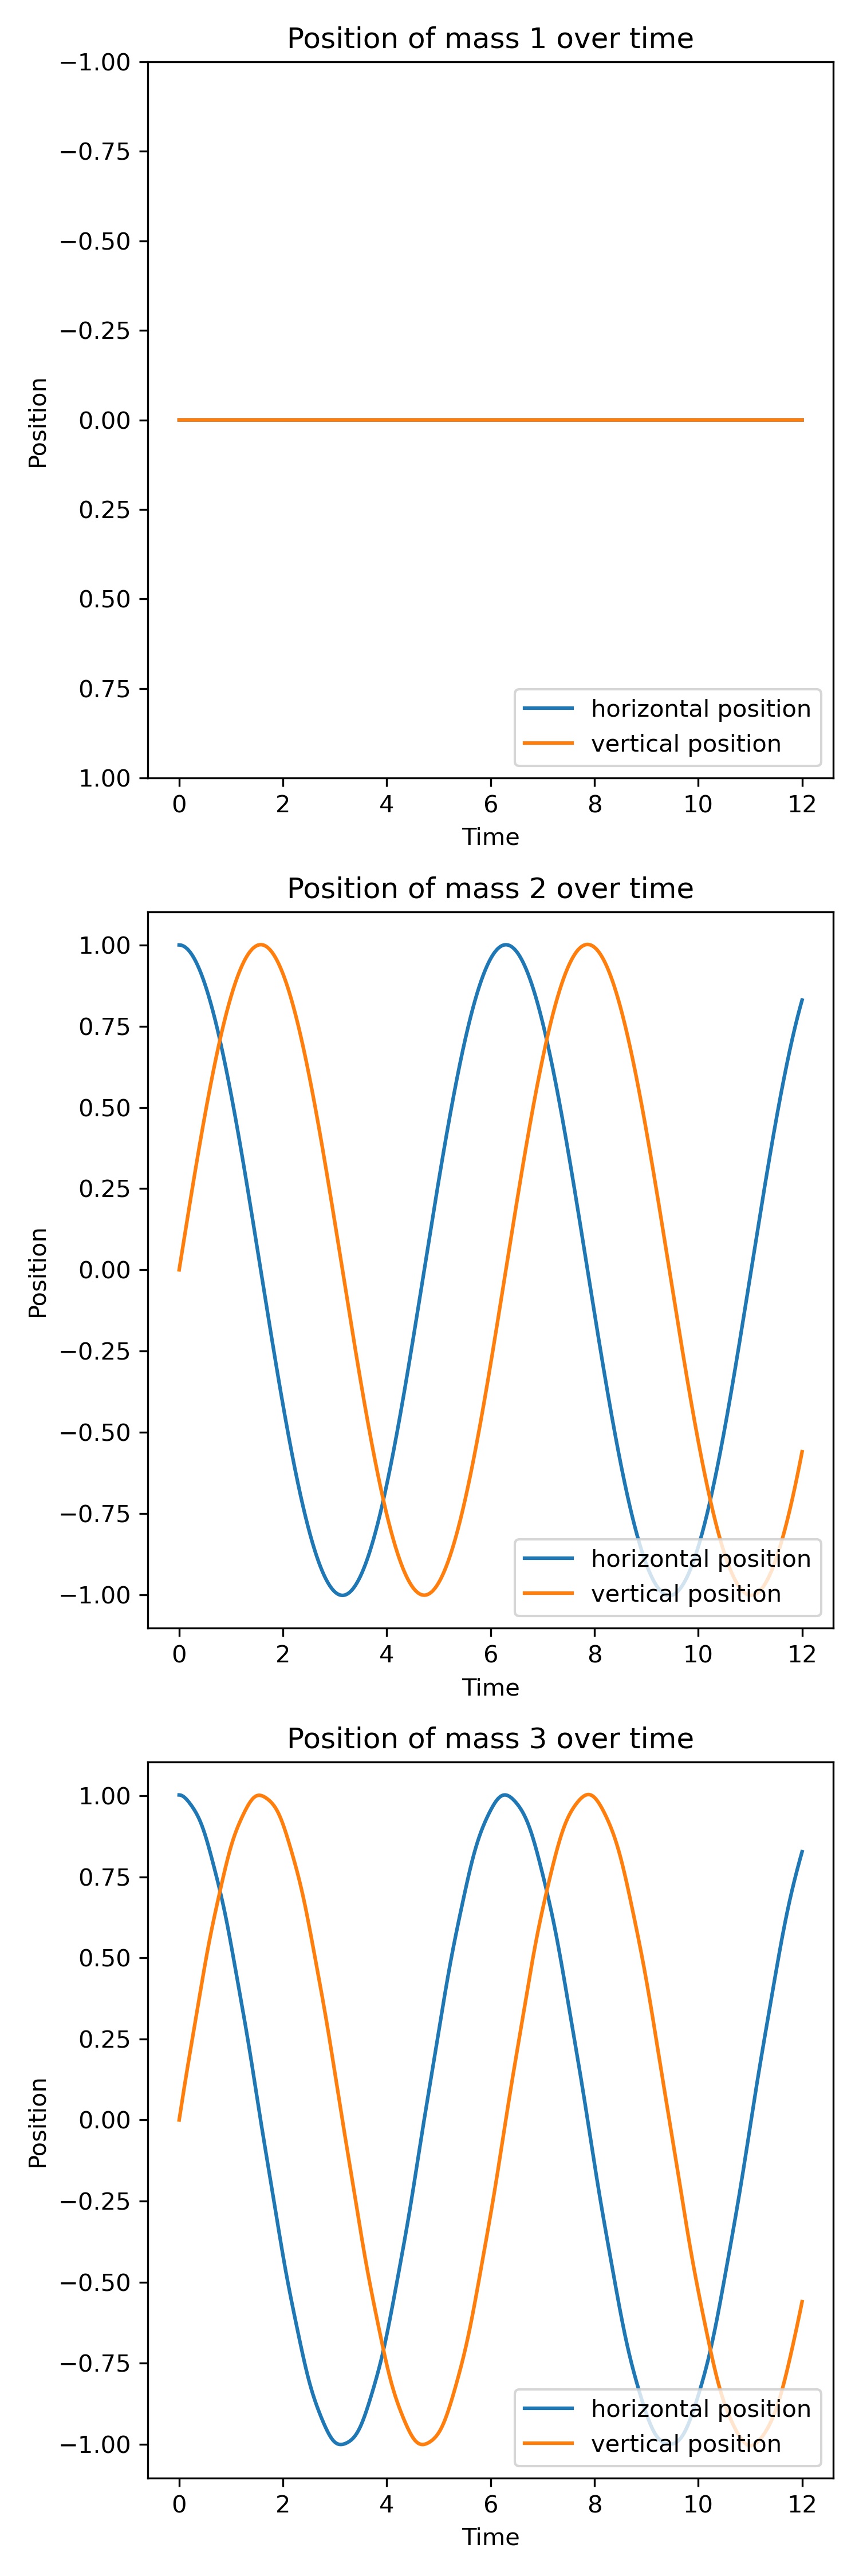 Position of mass 1 over time
−1.00
−0.75
−0.50
−0.25
0.00
0.25
0.50
0.75
1.00
Position
horizontal position
vertical position
0 2 4 6 8 10 12
Time
Position of mass 2 over time
1.00
0.75
0.50
0.25
0.00
−0.25
−0.50
−0.75
−1.00
Position
horizontal position
vertical position
0 2 4 6 8 10 12
Time
Position of mass 3 over time
1.00
0.75
0.50
0.25
0.00
−0.25
−0.50
−0.75
−1.00
Position
horizontal position
vertical position
0 2 4 6 8 10 12
Time